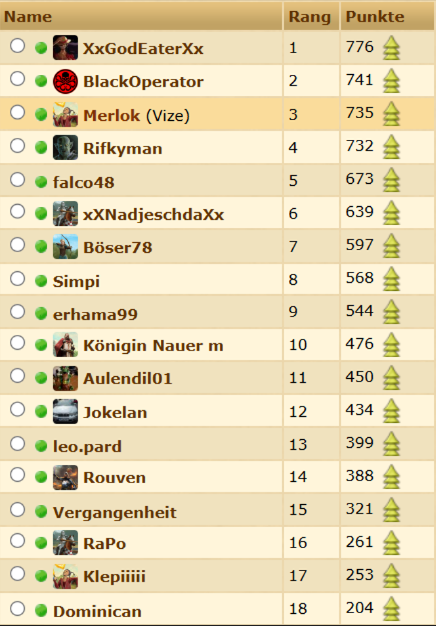 Name Rang Punkte
XxGodEaterXx 1 776
BlackOperator 2 741
Merlok (Vize) 3 735
Rifkyman 4 732
falco48 5 673
xXNadjeschdaXx 6 639
Böser78 7 597
Simpi 8 568
erhama99 9 544
Königin Nauer m 10 476
Aulendil01 11 450
Jokelan 12 434
leo.pard 13 399
Rouven 14 388
Vergangenheit 15 321
RaPo 16 261
Klepiiiii 17 253
Dominican 18 204